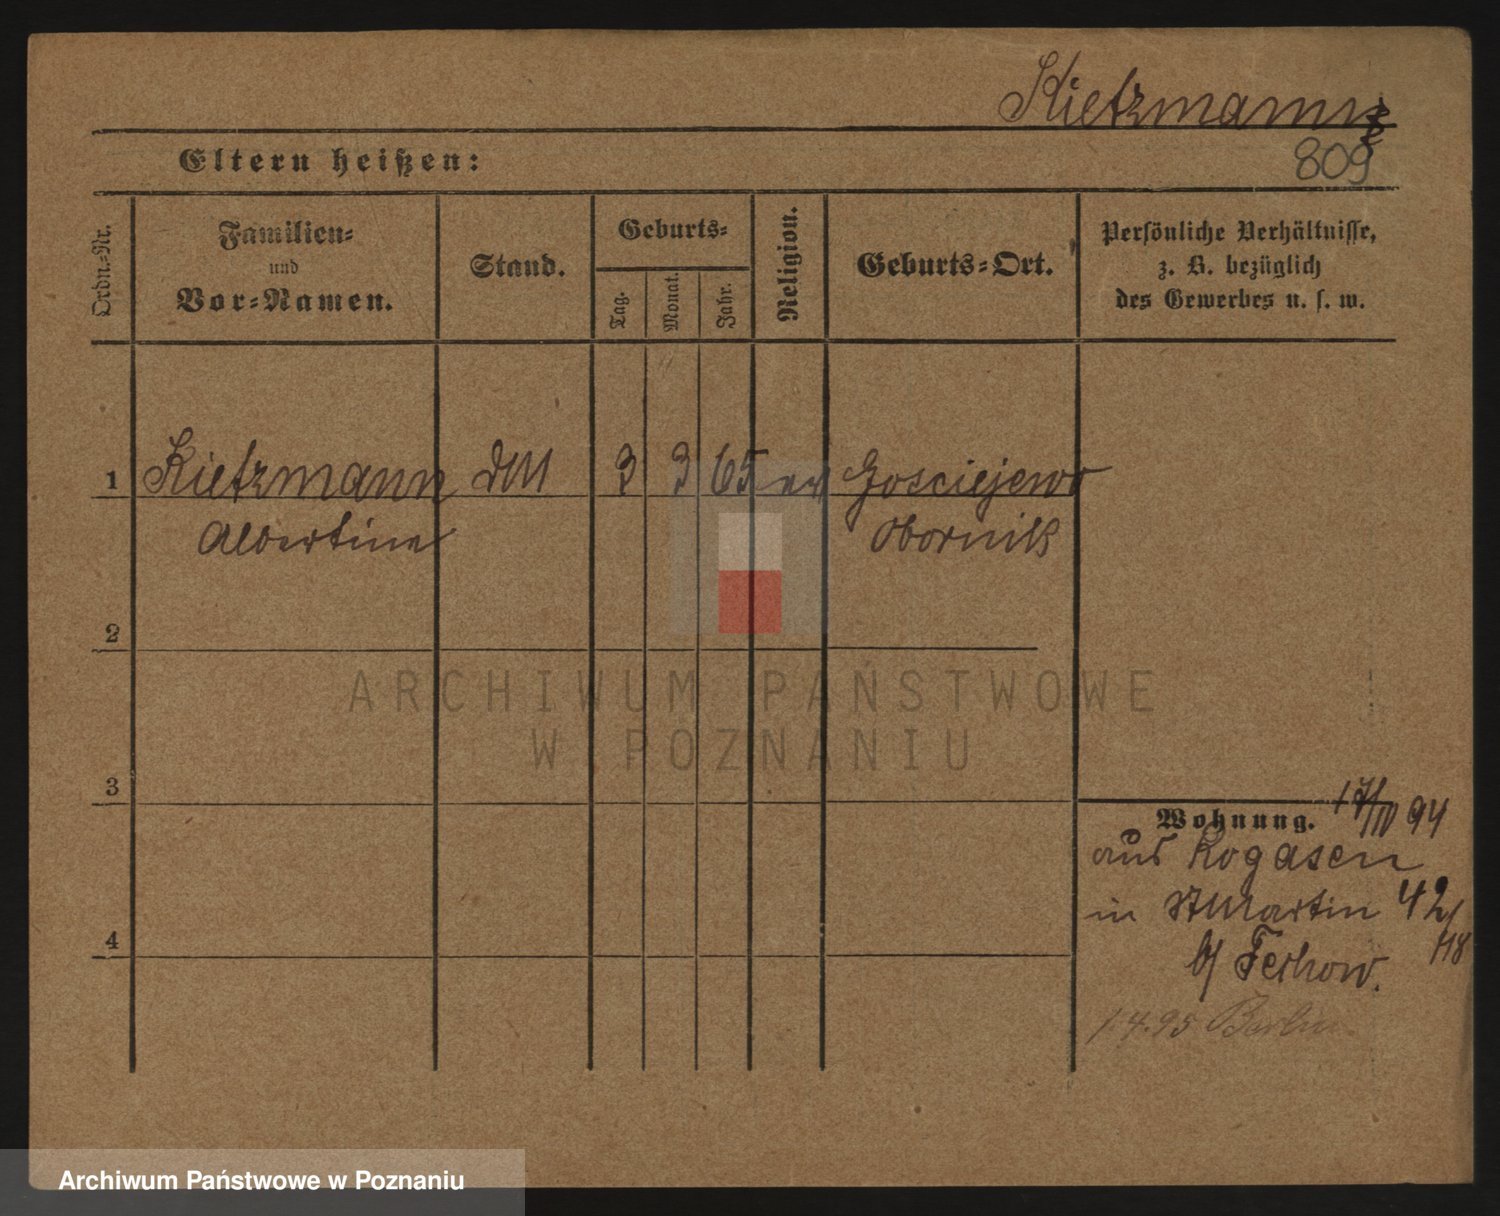 Kietzmann
809
Eltern heißen:
Ordn.-Nr.
Familien-
und
Vor-Namen.
Stand.
Geburts-
Tag.
Monat.
Jahr.
Religion.
Geburts-Ort.
Persönliche Verhältnisse,
z. B. bezüglich
des Gewerbes u. s. w.
1 Kietzmann 3 3 65 ev Gosciejewo
Albertine Obornik
2
3
4
Wohnung. 17/IV 94
aus Rogasen
in St Martin 42/
118
b/
1.4.95 Berlin
ARCHIWUM PAŃSTWOWE
W POZNANIU
Archiwum Państwowe w Poznaniu